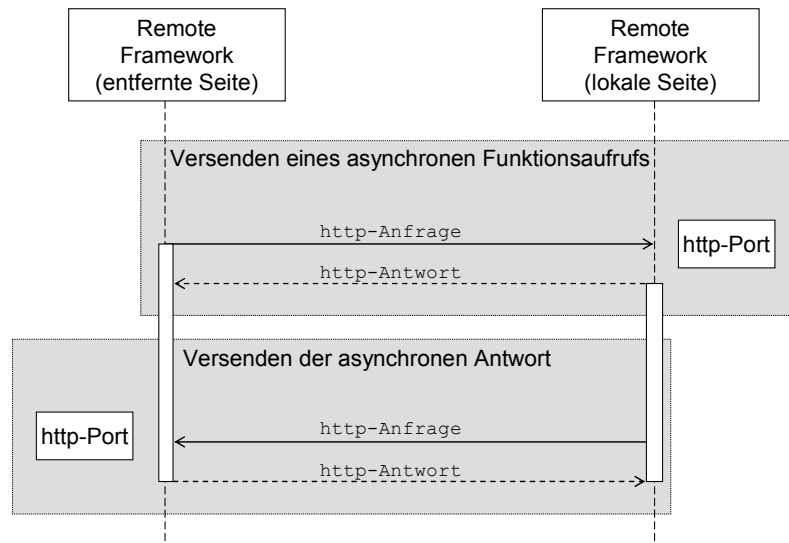 Remote
Framework
(entfernte Seite)
Remote
Framework
(lokale Seite)
Versenden eines asynchronen Funktionsaufrufs
http-Anfrage
http-Port
http-Antwort
Versenden der asynchronen Antwort
http-Port
http-Anfrage
http-Antwort